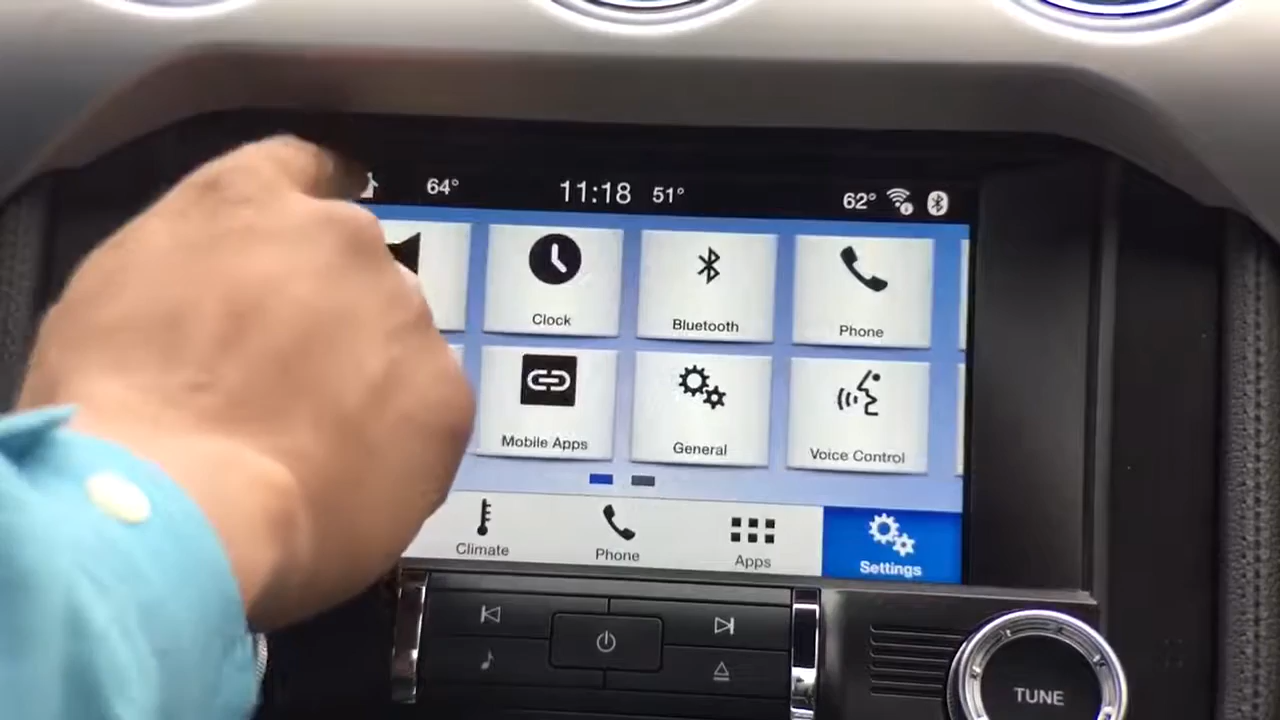 64° 11:18 51° 62°
Clock Bluetooth Phone
Mobile Apps General Voice Control
Climate Phone Apps Settings
TUNE